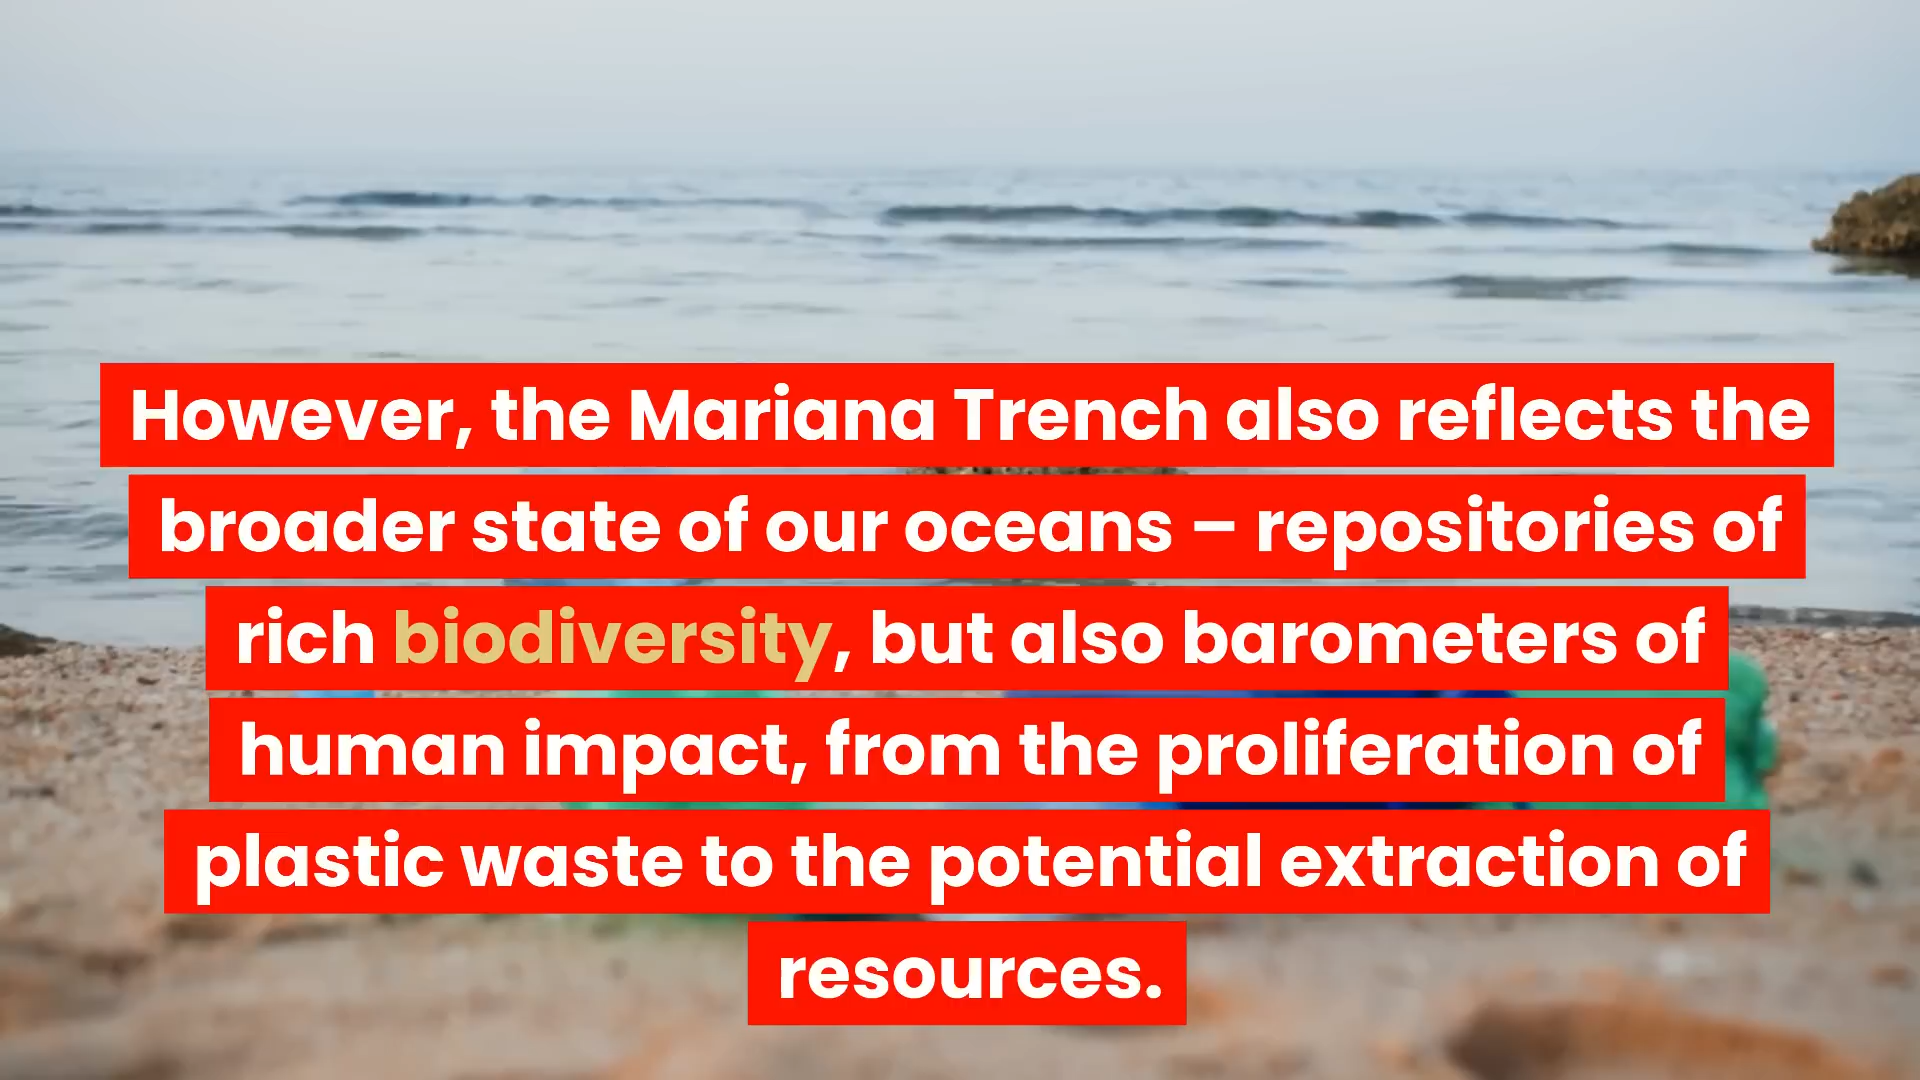 However, the Mariana Trench also reflects the
broader state of our oceans – repositories of
rich biodiversity, but also barometers of
human impact, from the proliferation of
plastic waste to the potential extraction of
resources.